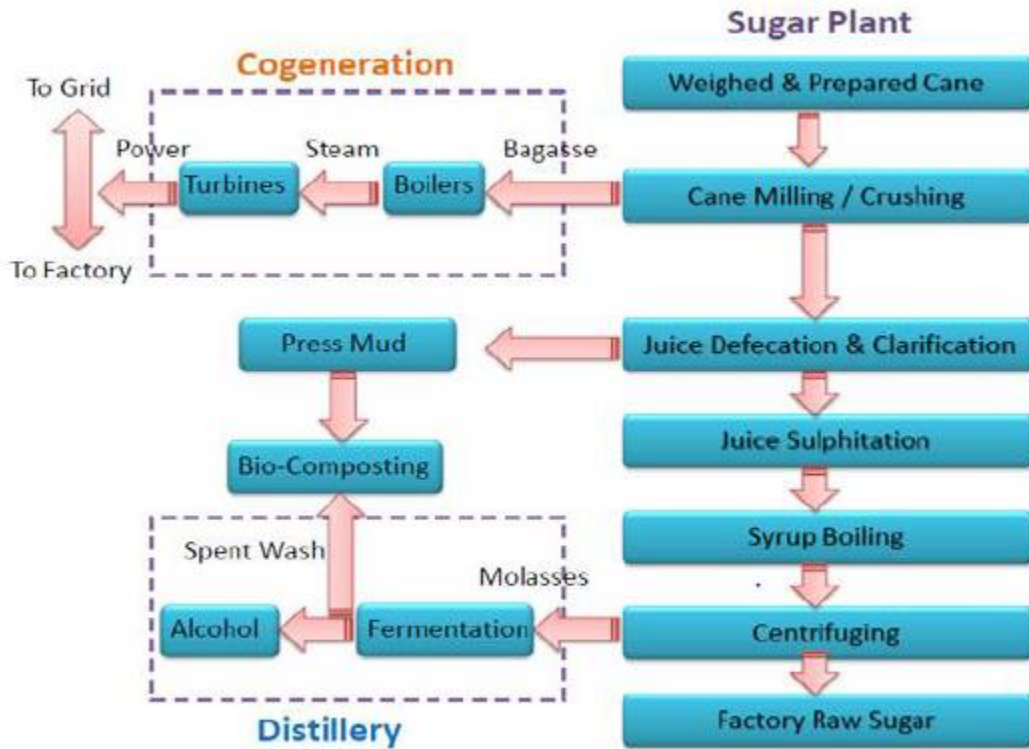 Sugar Plant
Cogeneration
Weighed & Prepared Cane
To Grid
Power
Steam
Bagasse
Turbines
Boilers
Cane Milling / Crushing
To Factory
Press Mud
Juice Defecation & Clarification
Bio-Composting
Juice Sulphitation
Syrup Boiling
Spent Wash
Molasses
Alcohol
Fermentation
Centrifuging
Distillery
Factory Raw Sugar